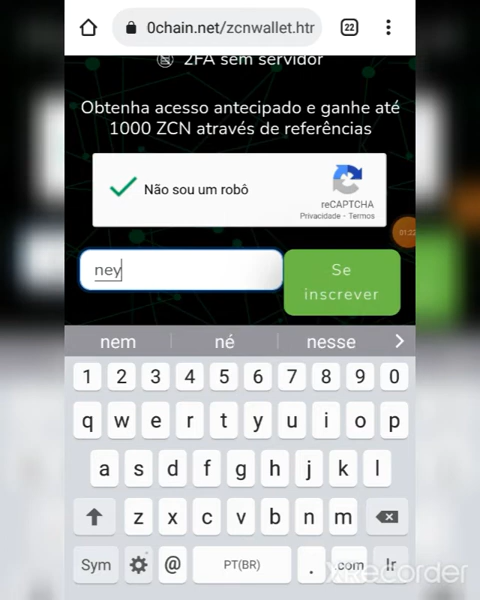 0chain.net/zcnwallet.htr
22
2FA sem servidor
Obtenha acesso antecipado e ganhe até
1000 ZCN através de referências
Não sou um robô
reCAPTCHA
Privacidade - Termos
01:22
ney
Se
inscrever
nem né nesse
1 2 3 4 5 6 7 8 9 0
q w e r t y u i o p
a s d f g h j k l
z x c v b n m
Sym @ PT(BR) . .com Ir
XRecorder